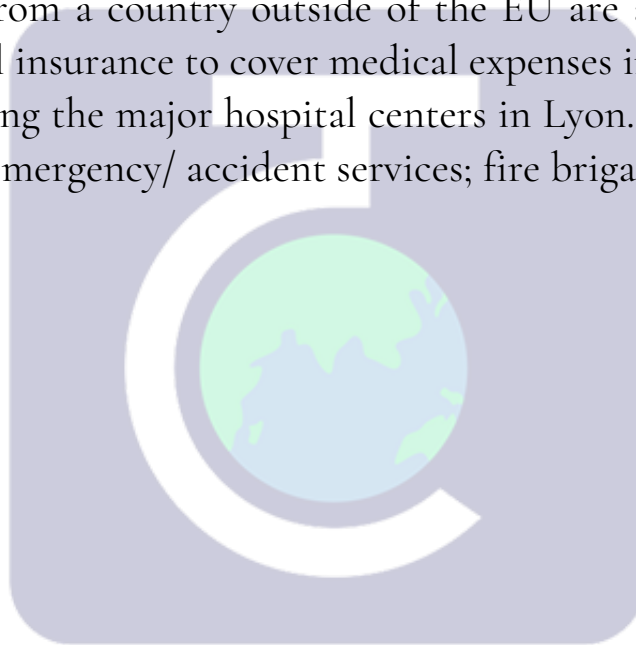 from a country outside of the EU are
insurance to cover medical expenses
ng the major hospital centers in Lyon.
mergency/ accident services; fire briga